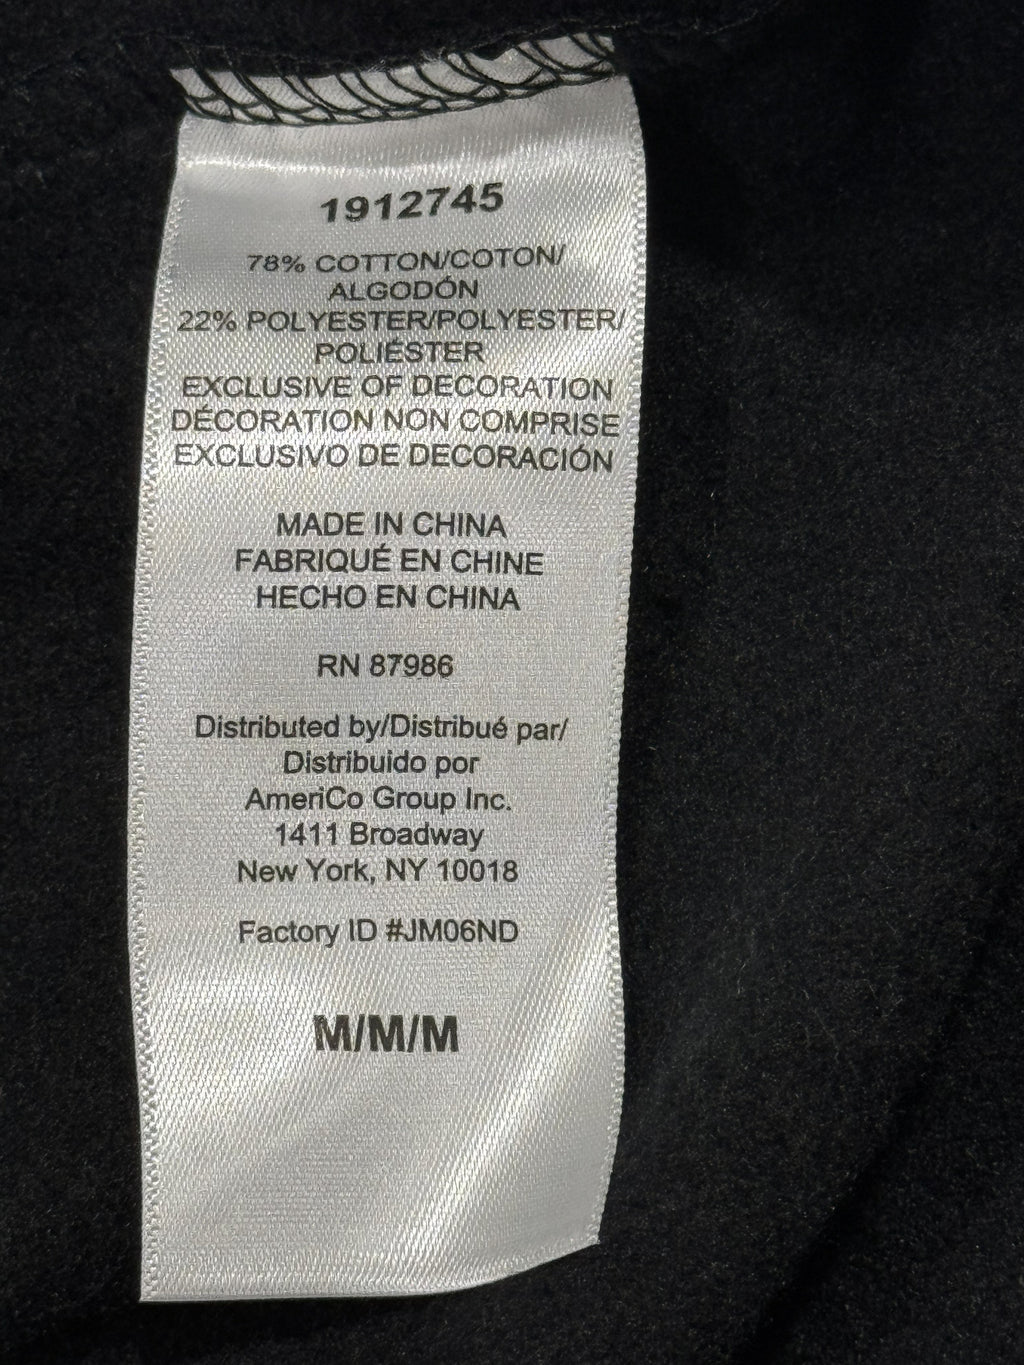 1912745
78% COTTON/COTON/
ALGODÓN
22% POLYESTER/POLYESTER/
POLIÉSTER
EXCLUSIVE OF DECORATION
DÉCORATION NON COMPRISE
EXCLUSIVO DE DECORACIÓN
MADE IN CHINA
FABRIQUÉ EN CHINE
HECHO EN CHINA
RN 87986
Distributed by/Distribué par/
Distribuido por
AmeriCo Group Inc.
1411 Broadway
New York, NY 10018
Factory ID #JM06ND
M/M/M